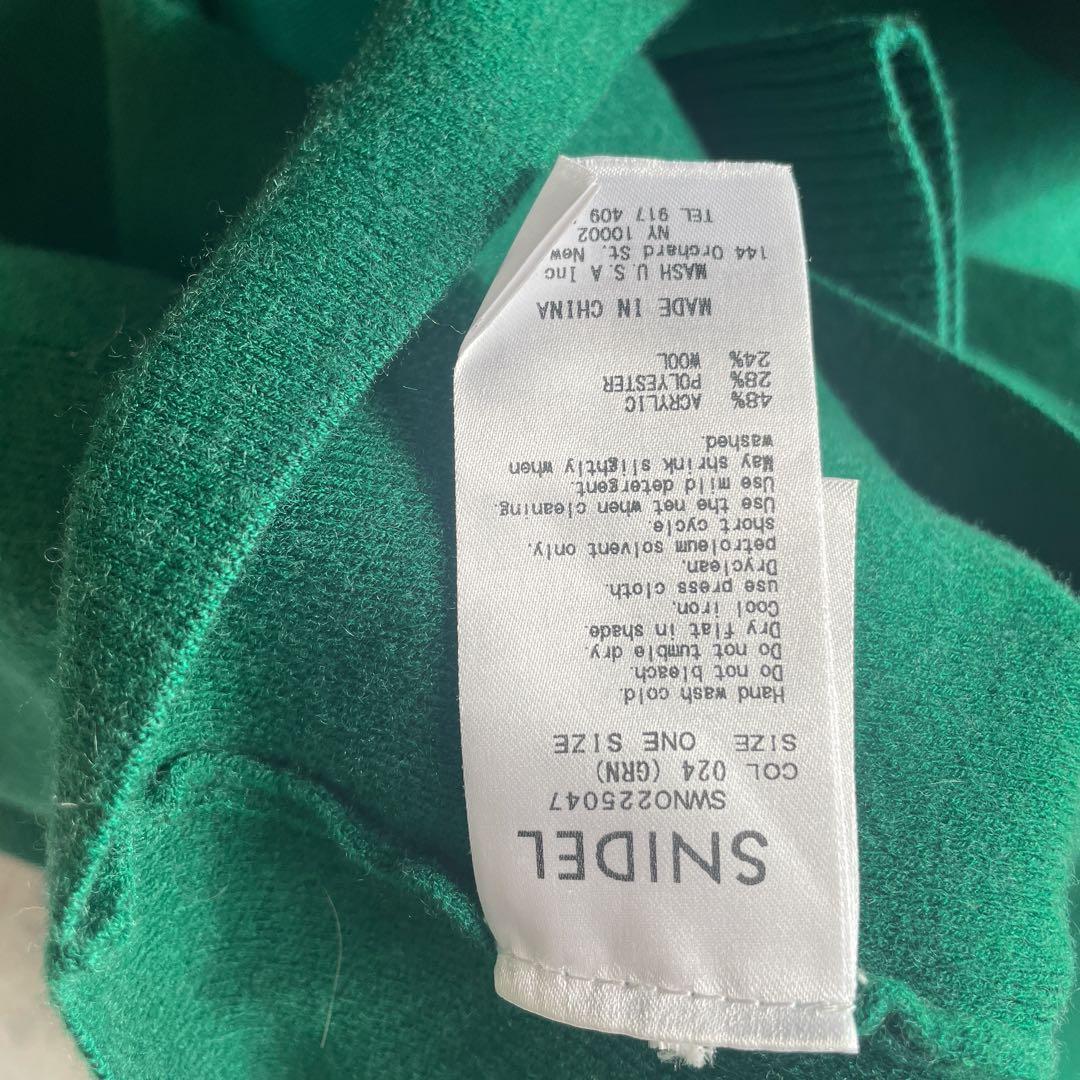 SNIDEL
SWNO225047
COL 024 (GRN)
SIZE ONE SIZE
Hand wash cold.
Do not bleach.
Do not tumble dry.
Dry flat in shade.
Cool iron.
use press cloth.
Dryclean.
petroleum solvent only.
short cycle.
Use the net when cleaning.
Use mild detergent.
May shrink slightly when
washed.
48% ACRYLIC
28% POLYESTER
24% WOOL
MADE IN CHINA
MASH U.S.A Inc
144 Orchard St. New
NY 10002
TEL 917 409